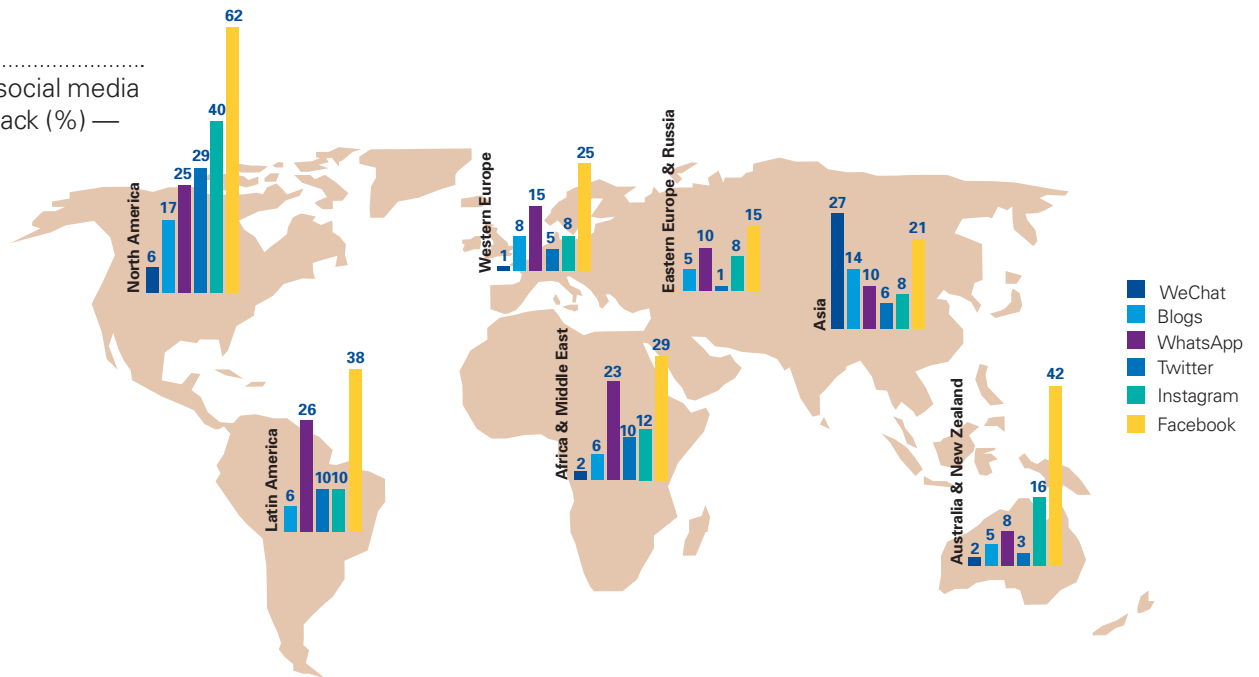 social media
ack (%) —
North America
6
17
25
29
40
62
Latin America
6
26
10
10
38
Western Europe
1
8
15
5
8
25
Africa & Middle East
2
6
23
10
12
29
Eastern Europe & Russia
5
10
1
8
15
Asia
27
14
10
6
8
21
Australia & New Zealand
2
5
8
3
16
42
WeChat
Blogs
WhatsApp
Twitter
Instagram
Facebook